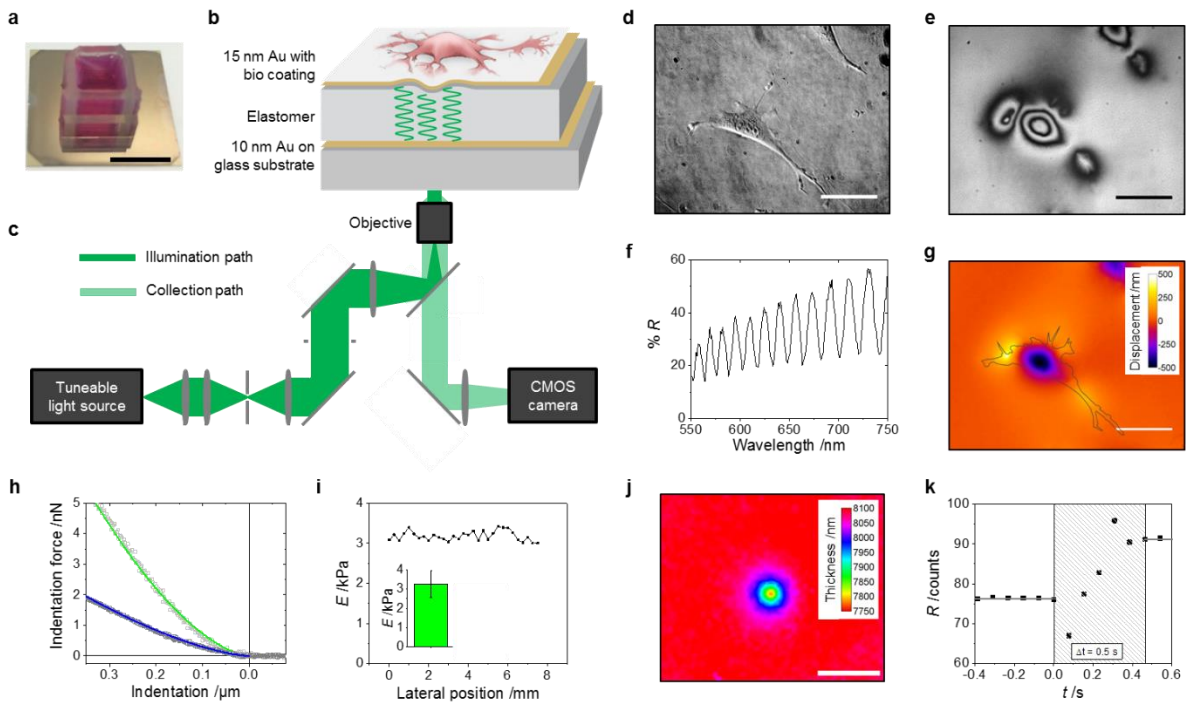 a
b
15 nm Au with
bio coating
Elastomer
10 nm Au on
glass substrate
c
Objective
Illumination path
Collection path
Tuneable
light source
CMOS
camera
d
e
f
% R
60
40
20
0
550 600 650 700 750
Wavelength /nm
g
Displacement /nm
500
250
0
-250
-500
h
Indentation force /nN
5
4
3
2
1
0
0.3 0.2 0.1 0.0
Indentation /µm
i
E /kPa
4
3
2
1
0
E /kPa
4
3
2
1
0
0 2 4 6 8
Lateral position /mm
j
Thickness /nm
8100
8050
8000
7950
7900
7850
7800
7750
k
R /counts
100
90
80
70
60
Δt = 0.5 s
-0.4 -0.2 0.0 0.2 0.4 0.6
t /s